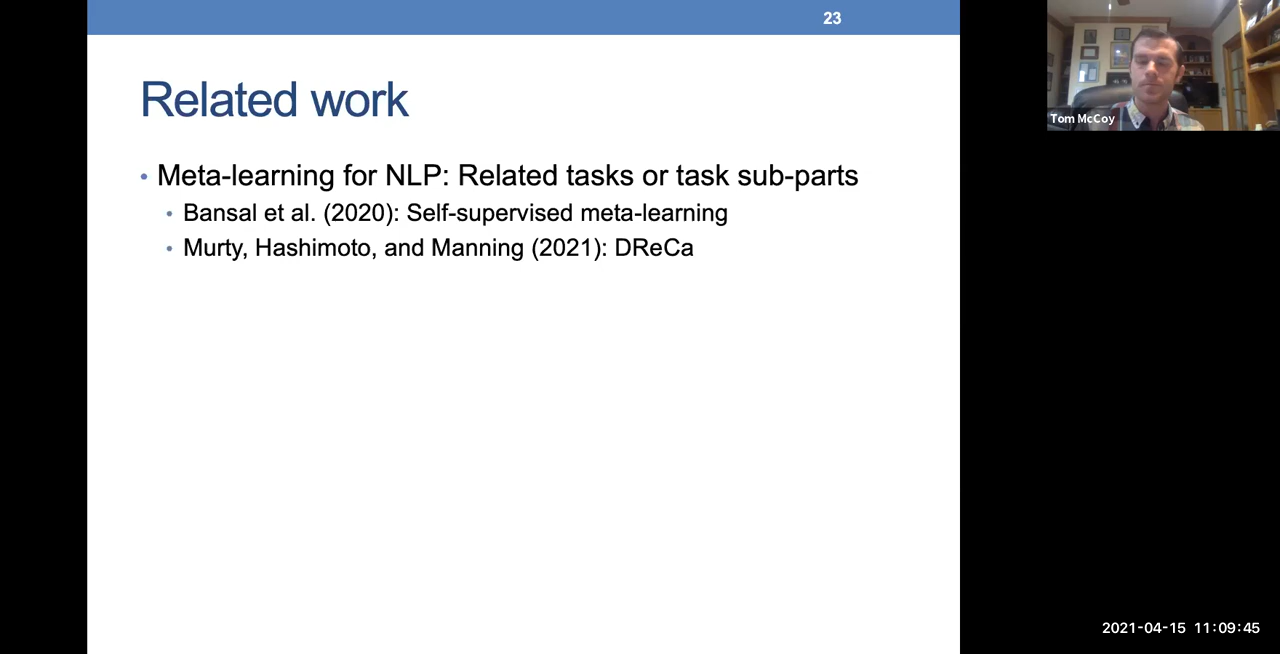 23
Related work
• Meta-learning for NLP: Related tasks or task sub-parts
• Bansal et al. (2020): Self-supervised meta-learning
• Murty, Hashimoto, and Manning (2021): DReCa
Tom McCoy
2021-04-15 11:09:45